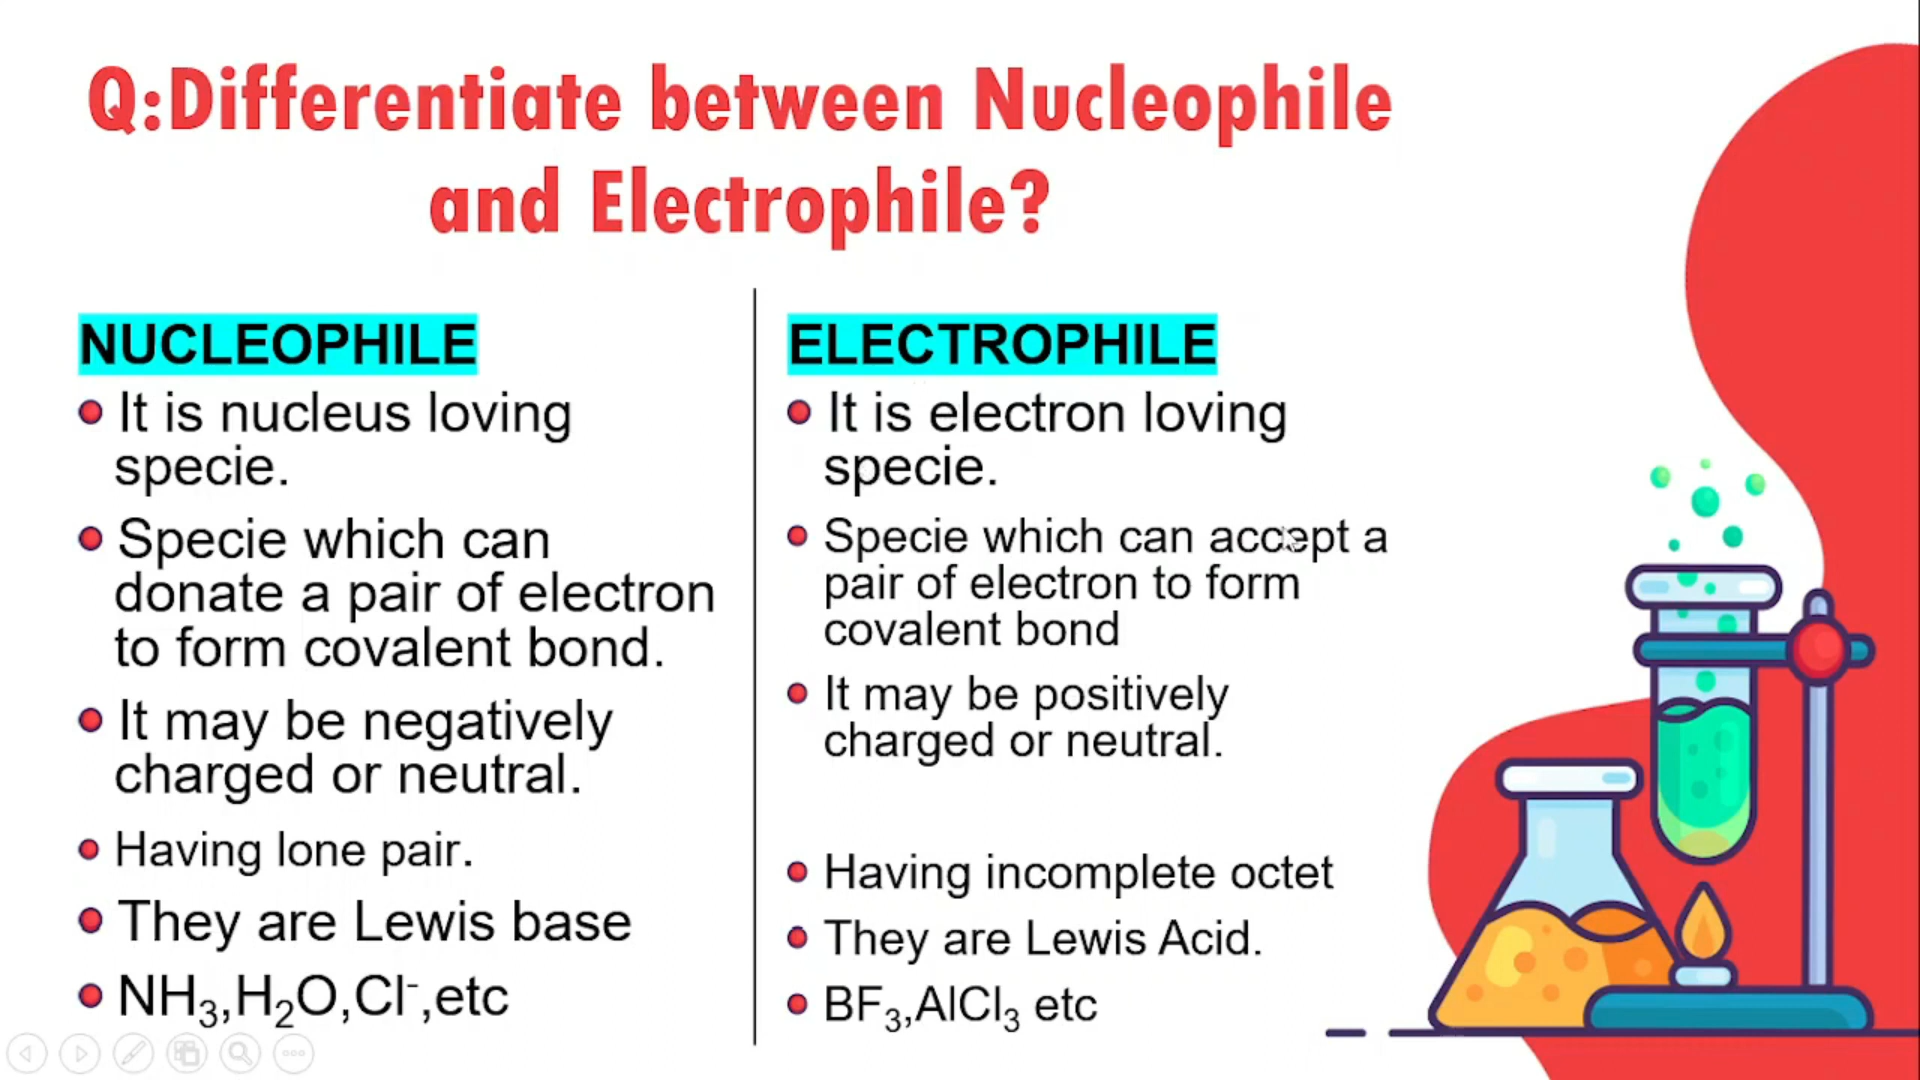 Q:Differentiate between Nucleophile
and Electrophile?
NUCLEOPHILE
• It is nucleus loving
specie.
• Specie which can
donate a pair of electron
to form covalent bond.
• It may be negatively
charged or neutral.
• Having lone pair.
• They are Lewis base
• NH₃,H₂O,Cl⁻,etc
ELECTROPHILE
• It is electron loving
specie.
• Specie which can accept a
pair of electron to form
covalent bond
• It may be positively
charged or neutral.
• Having incomplete octet
• They are Lewis Acid.
• BF₃,AlCl₃ etc